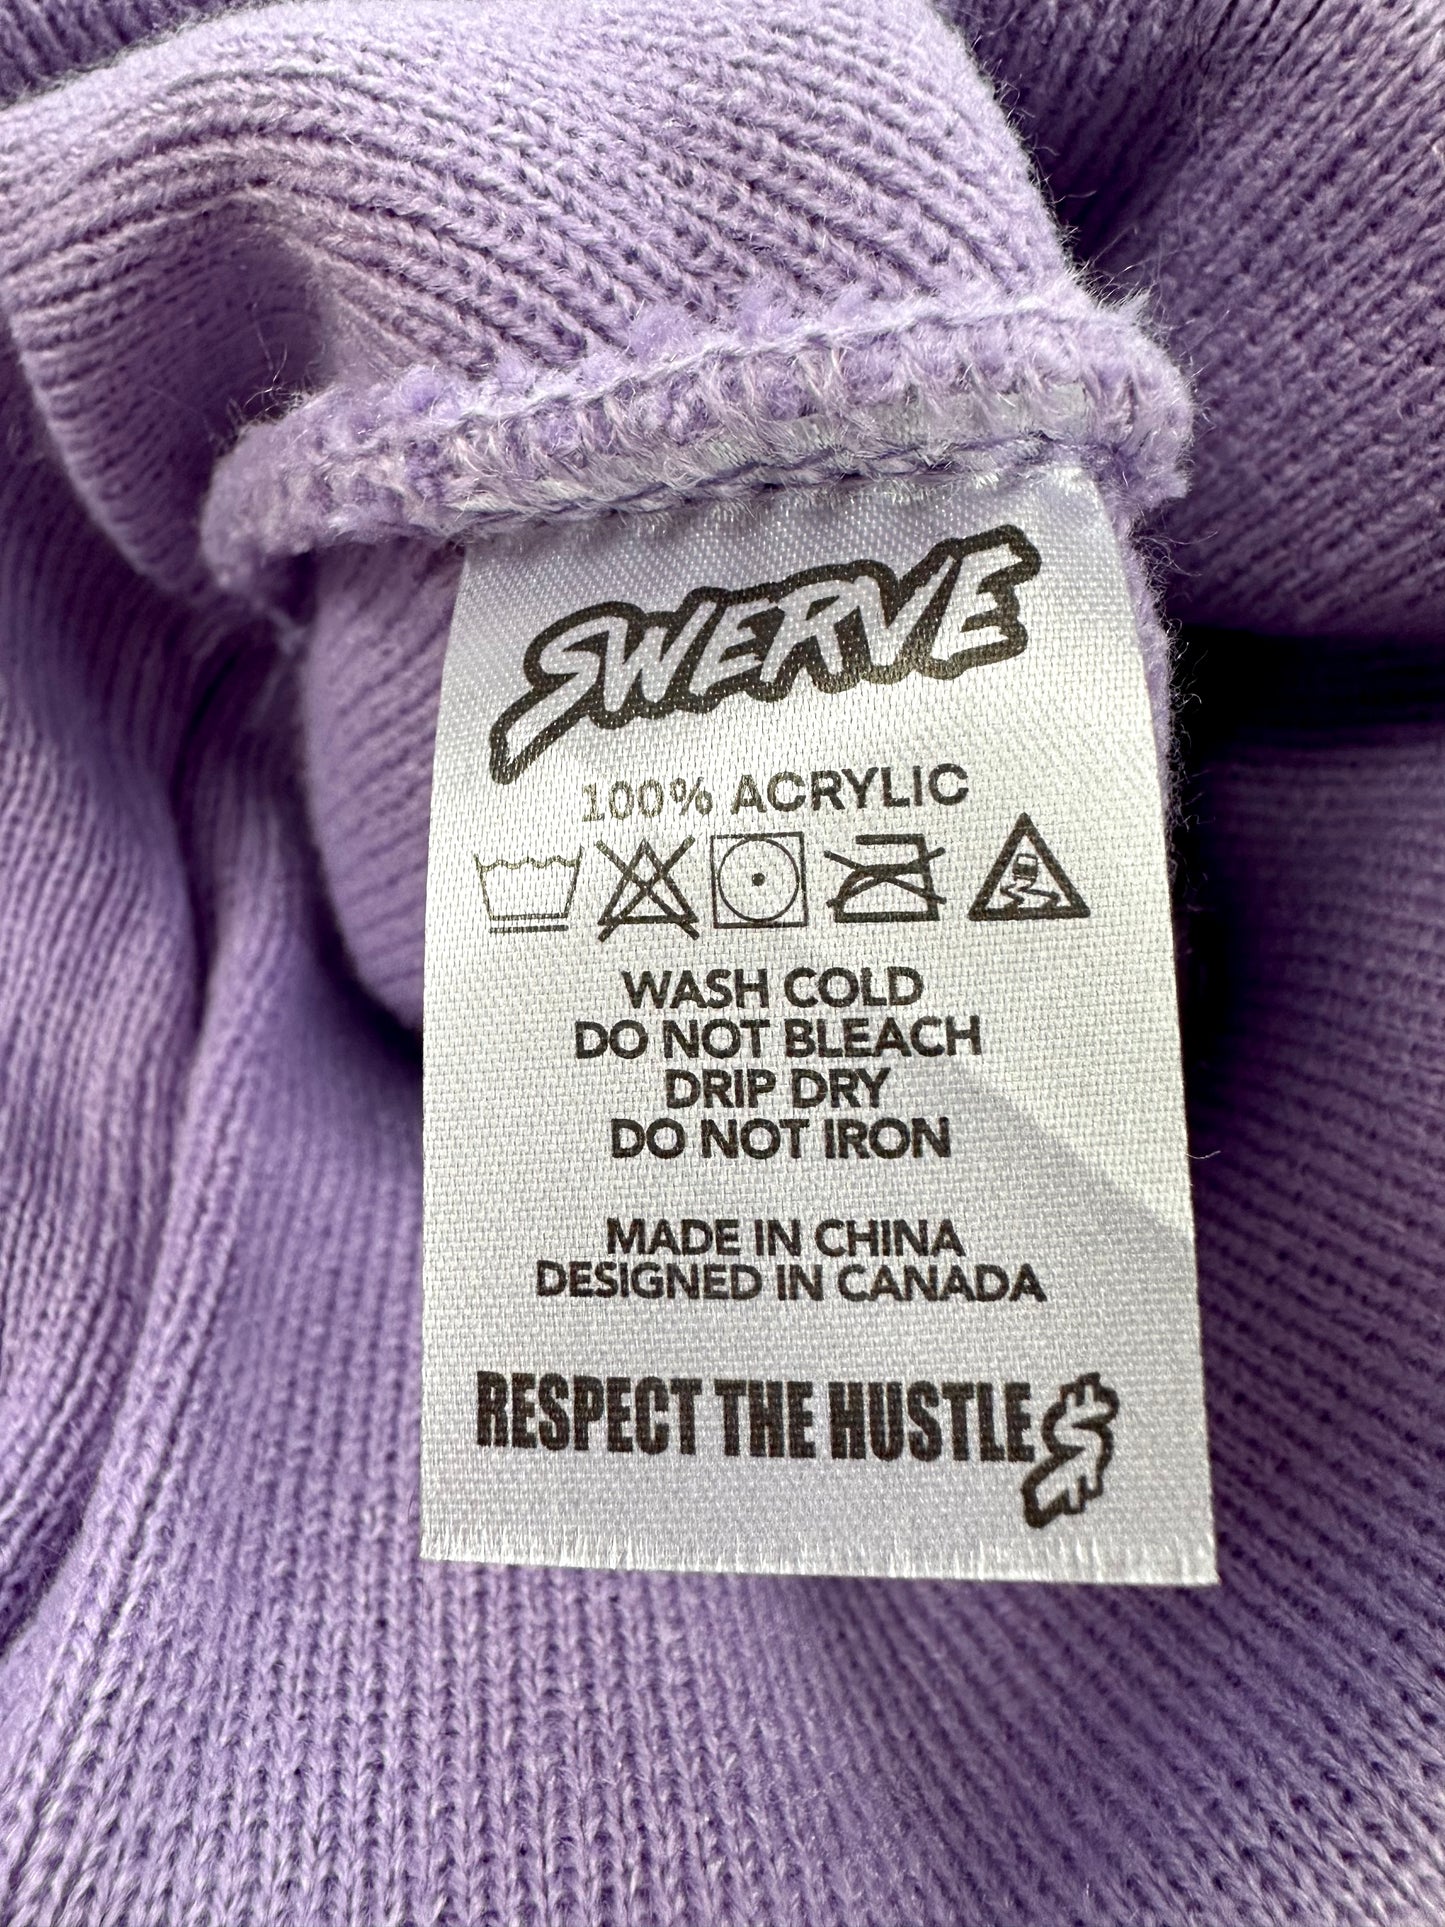 SWERVE
100% ACRYLIC
WASH COLD
DO NOT BLEACH
DRIP DRY
DO NOT IRON
MADE IN CHINA
DESIGNED IN CANADA
RESPECT THE HUSTLE